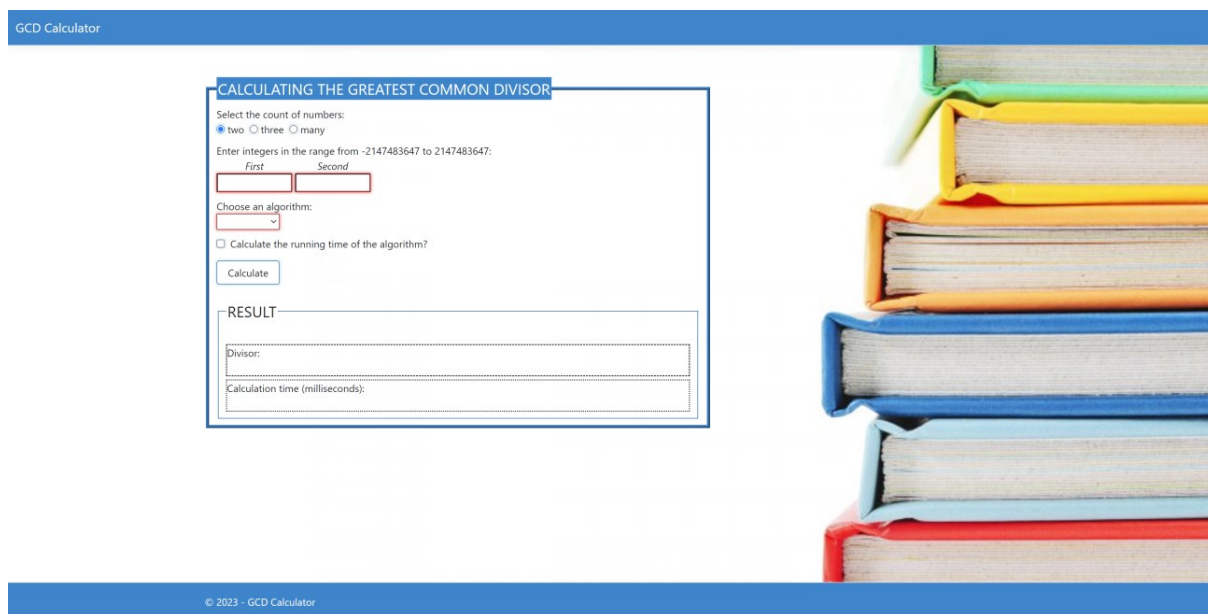 GCD Calculator
CALCULATING THE GREATEST COMMON DIVISOR
Select the count of numbers:
two three many
Enter integers in the range from -2147483647 to 2147483647:
First Second
Choose an algorithm:
Calculate the running time of the algorithm?
Calculate
RESULT
Divisor:
Calculation time (milliseconds):
© 2023 - GCD Calculator